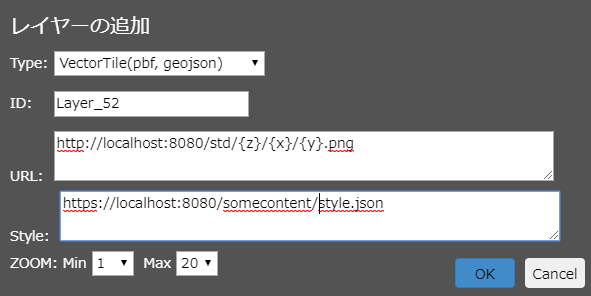 レイヤーの追加
Type: VectorTile(pbf, geojson)
ID: Layer_52
URL: http://localhost:8080/std/{z}/{x}/{y}.png
Style: https://localhost:8080/somecontent/style.json
ZOOM: Min 1 Max 20
OK Cancel